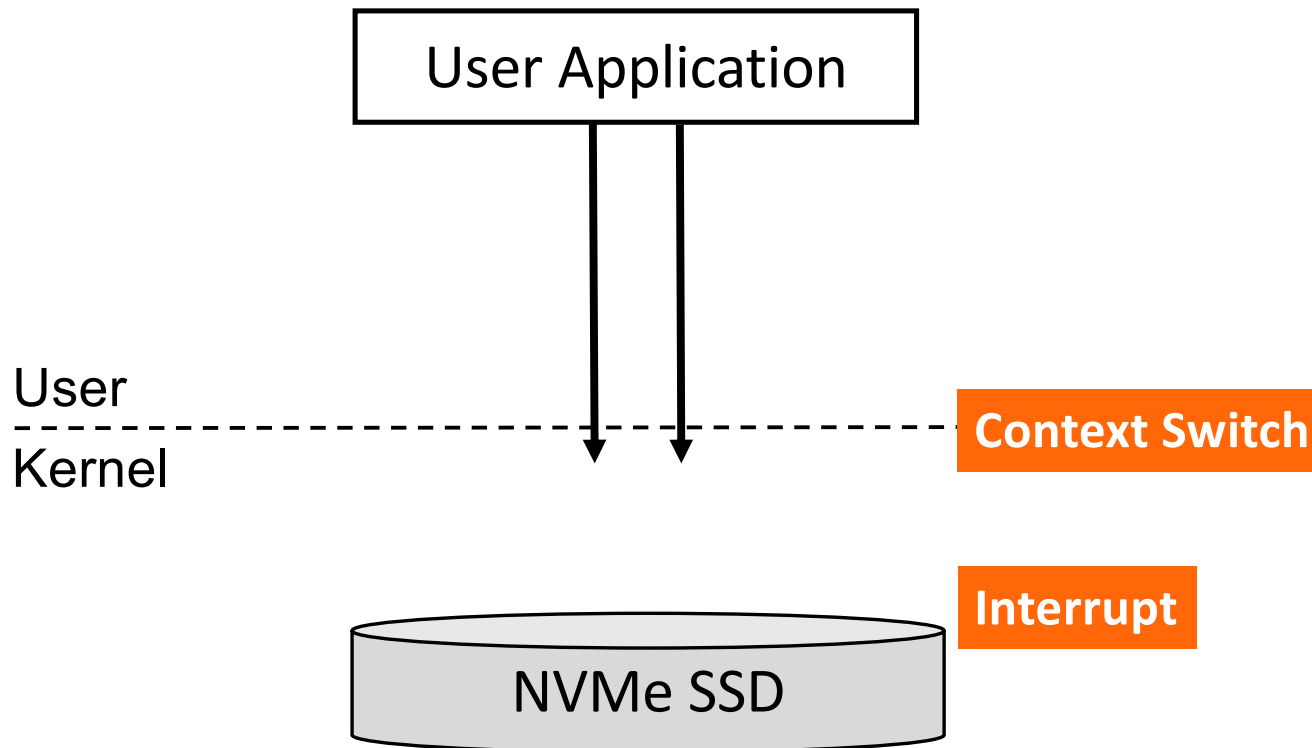 User Application
User
Context Switch
Kernel
Interrupt
NVMe SSD